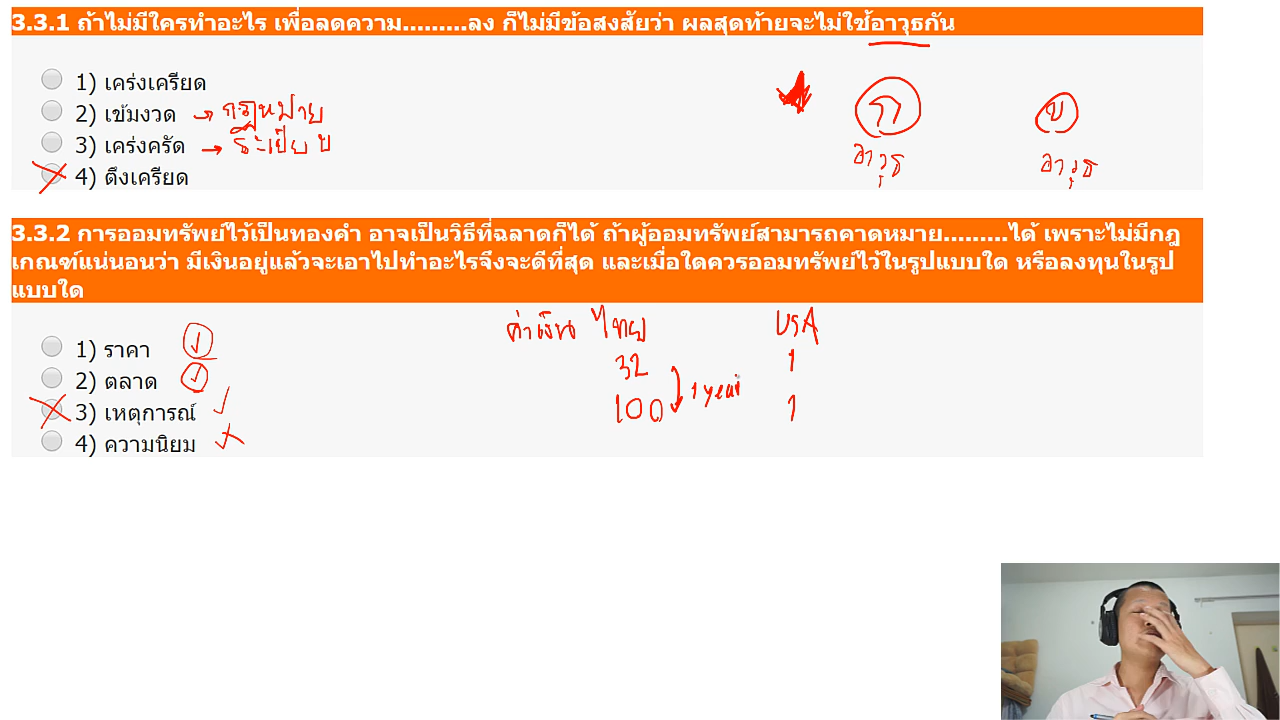 3.3.1 ถ้าไม่มีใครทำอะไร เพื่อลดความ.........ลง ก็ไม่มีข้อสงสัยว่า ผลสุดท้ายจะไม่ใช้อาวุธกัน
1) เคร่งเครียด
2) เข้มงวด → กฎหมาย
3) เคร่งครัด → ระเบียบ
4) ตึงเครียด
ก ข
อาวุธ อาวุธ
3.3.2 การออมทรัพย์ไว้เป็นทองคำ อาจเป็นวิธีที่ฉลาดก็ได้ ถ้าผู้ออมทรัพย์สามารถคาดหมาย.........ได้ เพราะไม่มีกฎ
เกณฑ์แน่นอนว่า มีเงินอยู่แล้วจะเอาไปทำอะไรจึงจะดีที่สุด และเมื่อใดควรออมทรัพย์ไว้ในรูปแบบใด หรือลงทุนในรูป
แบบใด
1) ราคา
2) ตลาด
3) เหตุการณ์
4) ความนิยม
ค่าเงิน ไทย USA
32 1
1 year
100 1